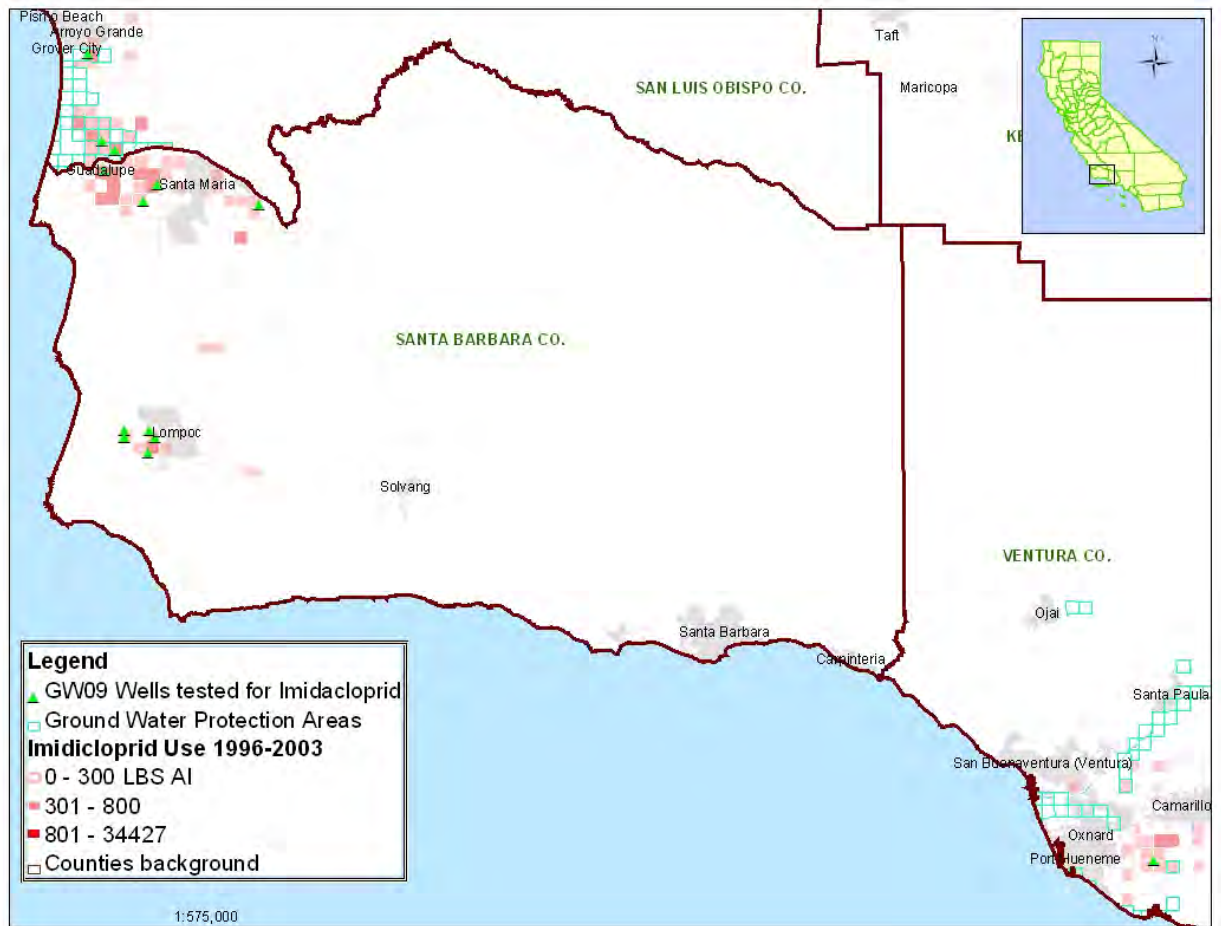 Pismo Beach
Arroyo Grande
Grover City
Taft
Maricopa
SAN LUIS OBISPO CO.
KE
Guadalupe
Santa Maria
SANTA BARBARA CO.
Lompoc
Solvang
VENTURA CO.
Ojai
Santa Barbara
Carpinteria
Santa Paula
San Buenaventura (Ventura)
Camarillo
Oxnard
Port Hueneme
Legend
GW09 Wells tested for Imidacloprid
Ground Water Protection Areas
Imidicloprid Use 1996-2003
0 - 300 LBS AI
301 - 800
801 - 34427
Counties background
1:575,000